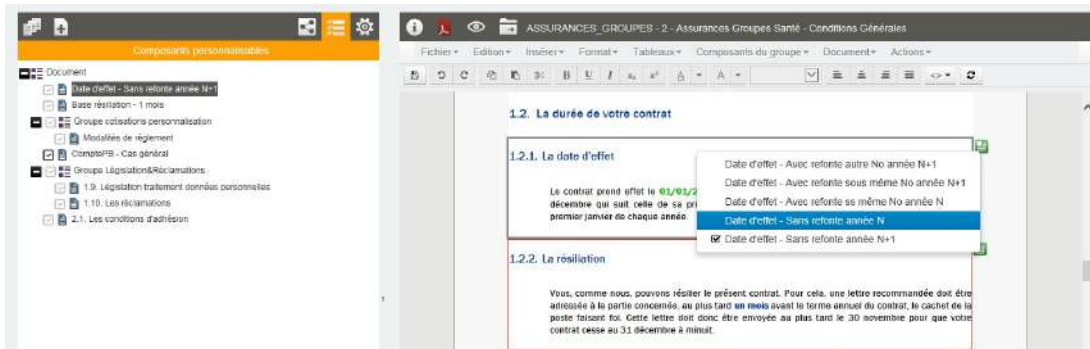 Composants personnalisables
Document
Date d'effet - Sans refonte année N+1
Base résiliation - 1 mois
Groupe cotisations personnalisation
Modalités de règlement
ComptePB - Cas général
Groupe Législation&Réclamations
1.9. Législation traitement données personnelles
1.10. Les réclamations
2.1. Les conditions d'adhésion
ASSURANCES_GROUPES - 2 - Assurances Groupes Santé - Conditions Générales
Fichier Edition Insérer Format Tableaux Composants du groupe Document Actions
B U I A A
1.2. La durée de votre contrat
1.2.1. La date d'effet
Le contrat prend effet le 01/01/2
décembre qui suit celle de sa pri
premier janvier de chaque année.
Date d'effet - Avec refonte autre No année N+1
Date d'effet - Avec refonte sous même No année N+1
Date d'effet - Avec refonte ss même No année N
Date d'effet - Sans refonte année N
Date d'effet - Sans refonte année N+1
1.2.2. La résiliation
Vous, comme nous, pouvons résilier le présent contrat. Pour cela, une lettre recommandée doit être
adressée à la partie concernée, au plus tard un mois avant le terme annuel du contrat, le cachet de la
poste faisant foi. Cette lettre doit donc être envoyée au plus tard le 30 novembre pour que votre
contrat cesse au 31 décembre à minuit.